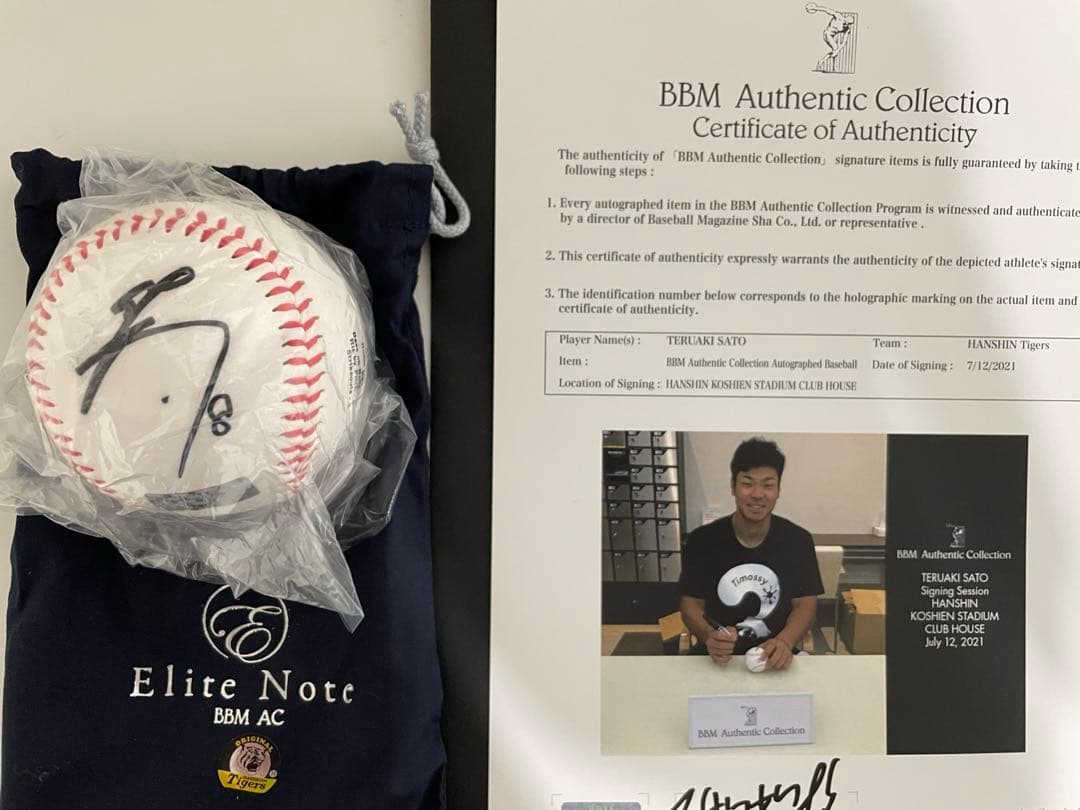 8
Elite Note
BBM AC
ORIGINAL
Tigers
BBM Authentic Collection
Certificate of Authenticity
The authenticity of 「BBM Authentic Collection」 signature items is fully guaranteed by taking t
following steps :
1. Every autographed item in the BBM Authentic Collection Program is witnessed and authenticate
by a director of Baseball Magazine Sha Co., Ltd. or representative .
2. This certificate of authenticity expressly warrants the authenticity of the depicted athlete's signat
3. The identification number below corresponds to the holographic marking on the actual item and
certificate of authenticity.
Player Name(s) : TERUAKI SATO Team : HANSHIN Tigers
Item : BBM Authentic Collection Autographed Baseball Date of Signing : 7/12/2021
Location of Signing : HANSHIN KOSHIEN STADIUM CLUB HOUSE
Timossy
2
BBM Authentic Collection
BBM Authentic Collection
TERUAKI SATO
Signing Session
HANSHIN
KOSHIEN STADIUM
CLUB HOUSE
July 12, 2021